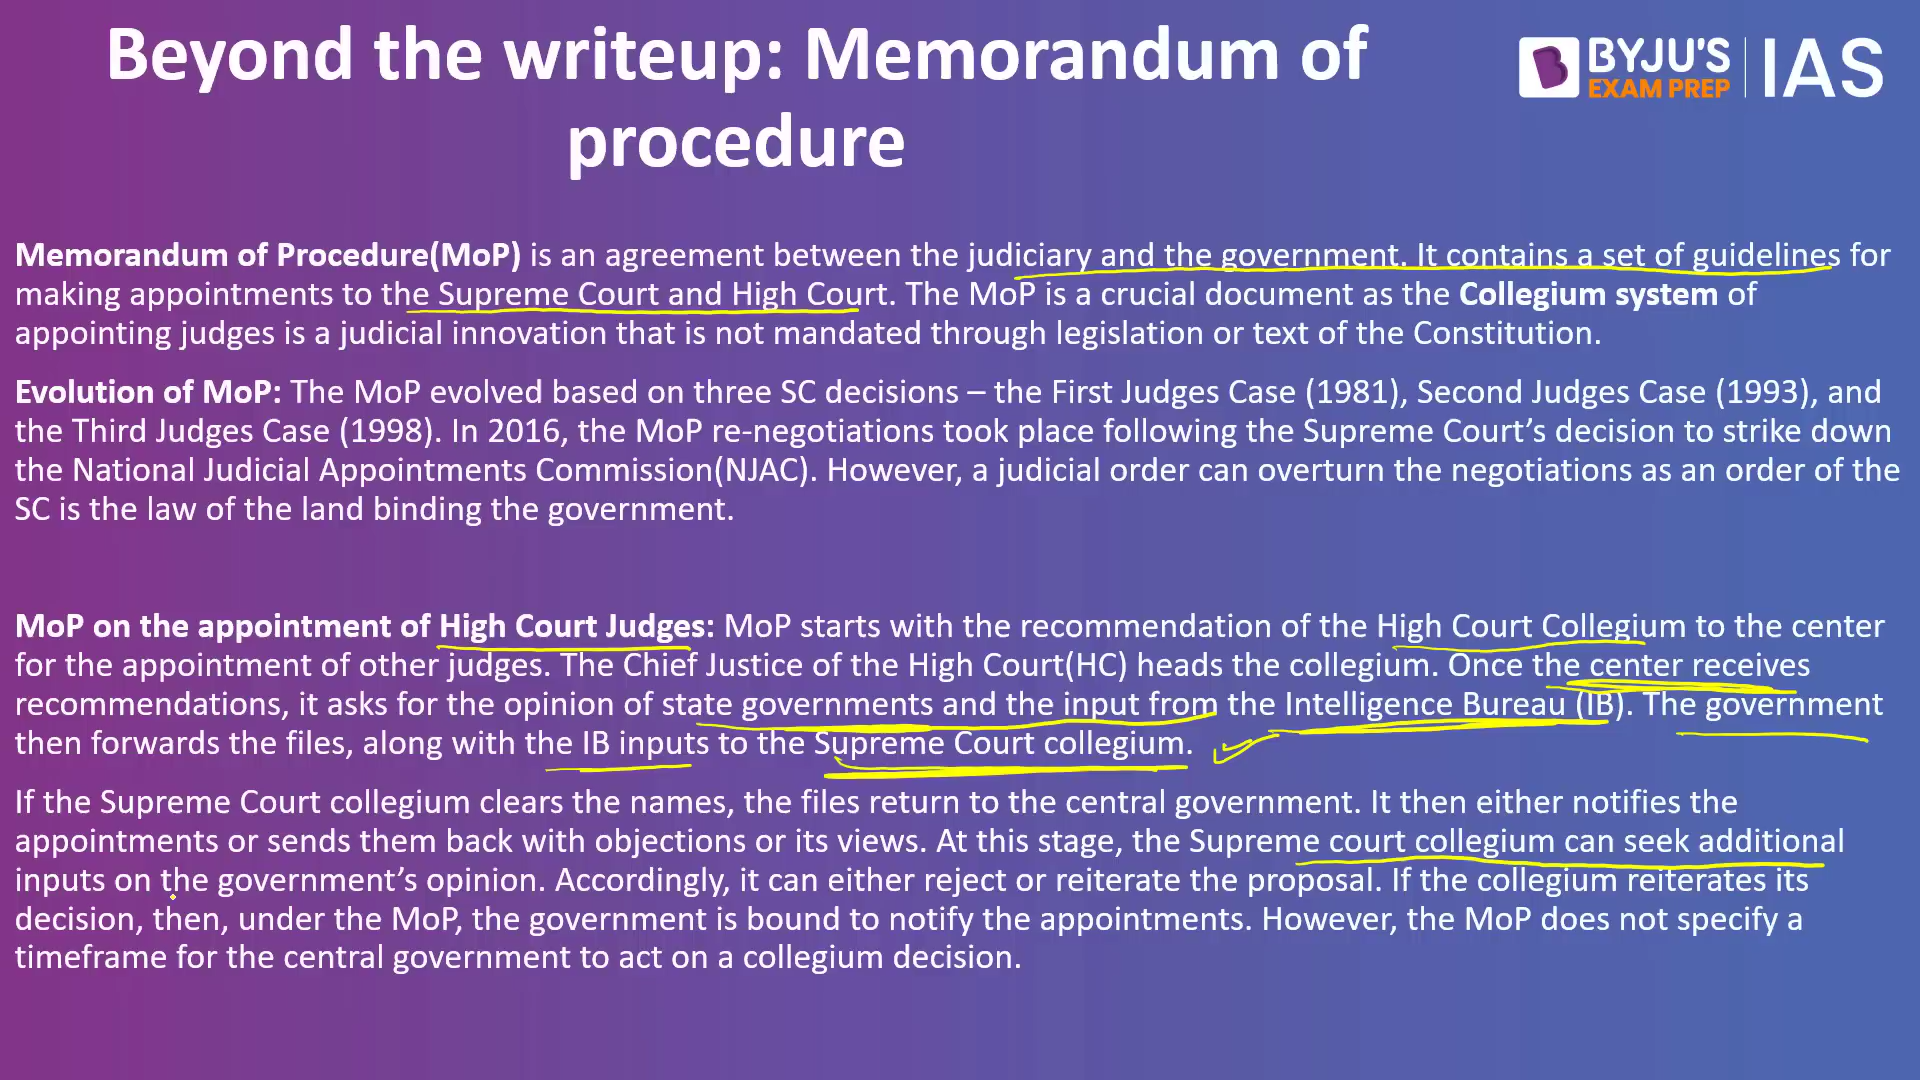 Beyond the writeup: Memorandum of
procedure
BYJU'S
EXAM PREP
IAS
Memorandum of Procedure(MoP) is an agreement between the judiciary and the government. It contains a set of guidelines for
making appointments to the Supreme Court and High Court. The MoP is a crucial document as the Collegium system of
appointing judges is a judicial innovation that is not mandated through legislation or text of the Constitution.
Evolution of MoP: The MoP evolved based on three SC decisions – the First Judges Case (1981), Second Judges Case (1993), and
the Third Judges Case (1998). In 2016, the MoP re-negotiations took place following the Supreme Court’s decision to strike down
the National Judicial Appointments Commission(NJAC). However, a judicial order can overturn the negotiations as an order of the
SC is the law of the land binding the government.
MoP on the appointment of High Court Judges: MoP starts with the recommendation of the High Court Collegium to the center
for the appointment of other judges. The Chief Justice of the High Court(HC) heads the collegium. Once the center receives
recommendations, it asks for the opinion of state governments and the input from the Intelligence Bureau (IB). The government
then forwards the files, along with the IB inputs to the Supreme Court collegium.
If the Supreme Court collegium clears the names, the files return to the central government. It then either notifies the
appointments or sends them back with objections or its views. At this stage, the Supreme court collegium can seek additional
inputs on the government’s opinion. Accordingly, it can either reject or reiterate the proposal. If the collegium reiterates its
decision, then, under the MoP, the government is bound to notify the appointments. However, the MoP does not specify a
timeframe for the central government to act on a collegium decision.